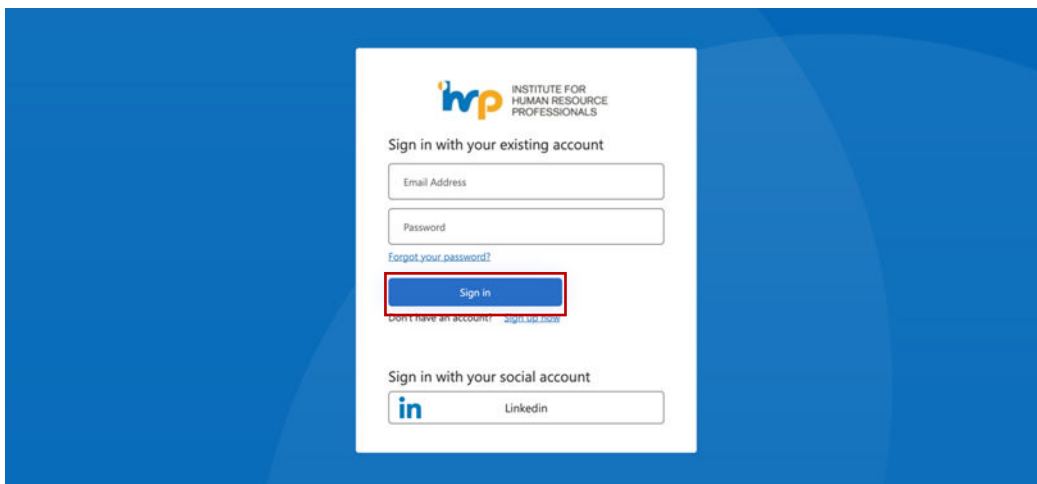 ihrp INSTITUTE FOR
HUMAN RESOURCE
PROFESSIONALS
Sign in with your existing account
Email Address
Password
Forgot your password?
Sign in
Don't have an account? Sign up now
Sign in with your social account
in Linkedin